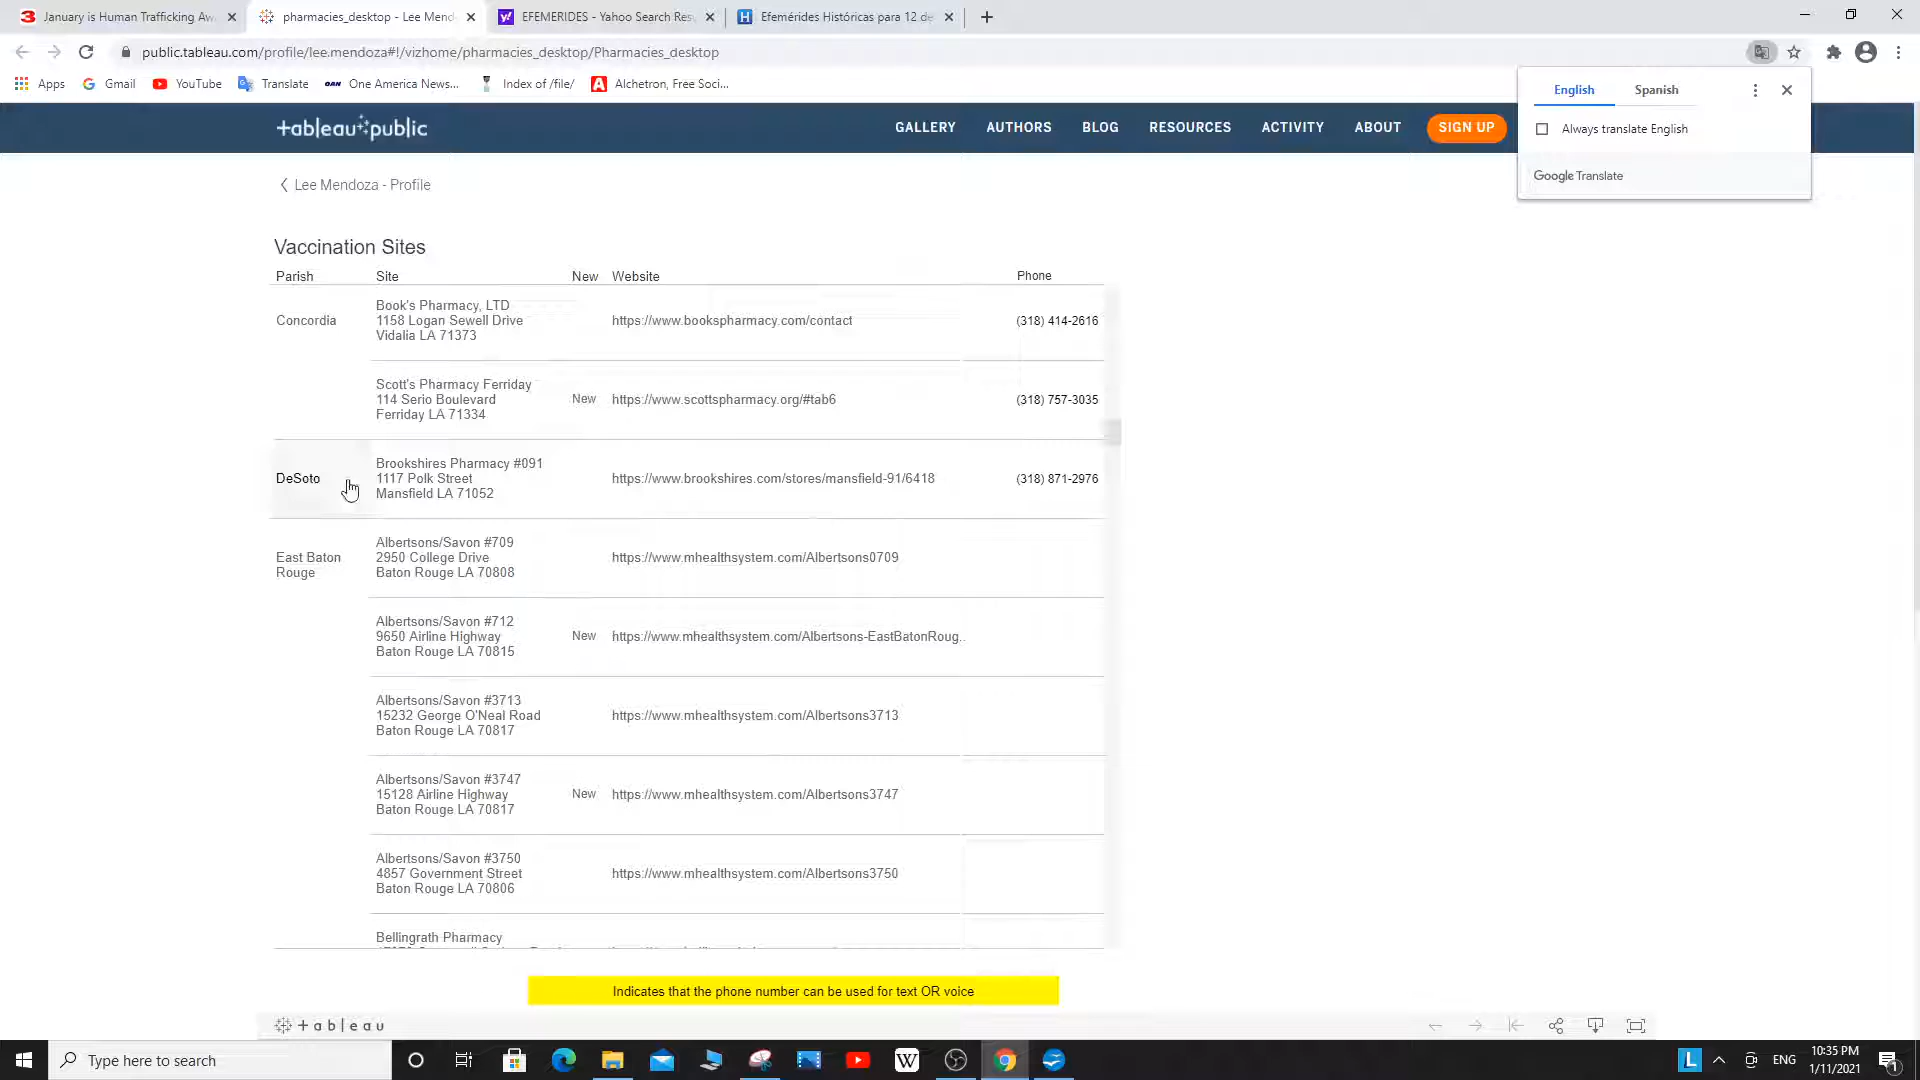 January is Human Trafficking Aw
pharmacies_desktop - Lee Mend
EFEMERIDES - Yahoo Search Res
Efemérides Históricas para 12 de
public.tableau.com/profile/lee.mendoza#!/vizhome/pharmacies_desktop/Pharmacies_desktop
Apps
Gmail
YouTube
Translate
One America News...
Index of /file/
Alchetron, Free Soci...
English
Spanish
Always translate English
Google Translate
+ableau+public
GALLERY
AUTHORS
BLOG
RESOURCES
ACTIVITY
ABOUT
SIGN UP
Lee Mendoza - Profile
Vaccination Sites
Parish Site New Website Phone
Concordia
Book's Pharmacy, LTD
1158 Logan Sewell Drive
Vidalia LA 71373
https://www.bookspharmacy.com/contact
(318) 414-2616
Scott's Pharmacy Ferriday
114 Serio Boulevard
Ferriday LA 71334
New
https://www.scottspharmacy.org/#tab6
(318) 757-3035
DeSoto
Brookshires Pharmacy #091
1117 Polk Street
Mansfield LA 71052
https://www.brookshires.com/stores/mansfield-91/6418
(318) 871-2976
East Baton
Rouge
Albertsons/Savon #709
2950 College Drive
Baton Rouge LA 70808
https://www.mhealthsystem.com/Albertsons0709
Albertsons/Savon #712
9650 Airline Highway
Baton Rouge LA 70815
New
https://www.mhealthsystem.com/Albertsons-EastBatonRoug..
Albertsons/Savon #3713
15232 George O'Neal Road
Baton Rouge LA 70817
https://www.mhealthsystem.com/Albertsons3713
Albertsons/Savon #3747
15128 Airline Highway
Baton Rouge LA 70817
New
https://www.mhealthsystem.com/Albertsons3747
Albertsons/Savon #3750
4857 Government Street
Baton Rouge LA 70806
https://www.mhealthsystem.com/Albertsons3750
Bellingrath Pharmacy
Indicates that the phone number can be used for text OR voice
+ableau
Type here to search
ENG
10:35 PM
1/11/2021